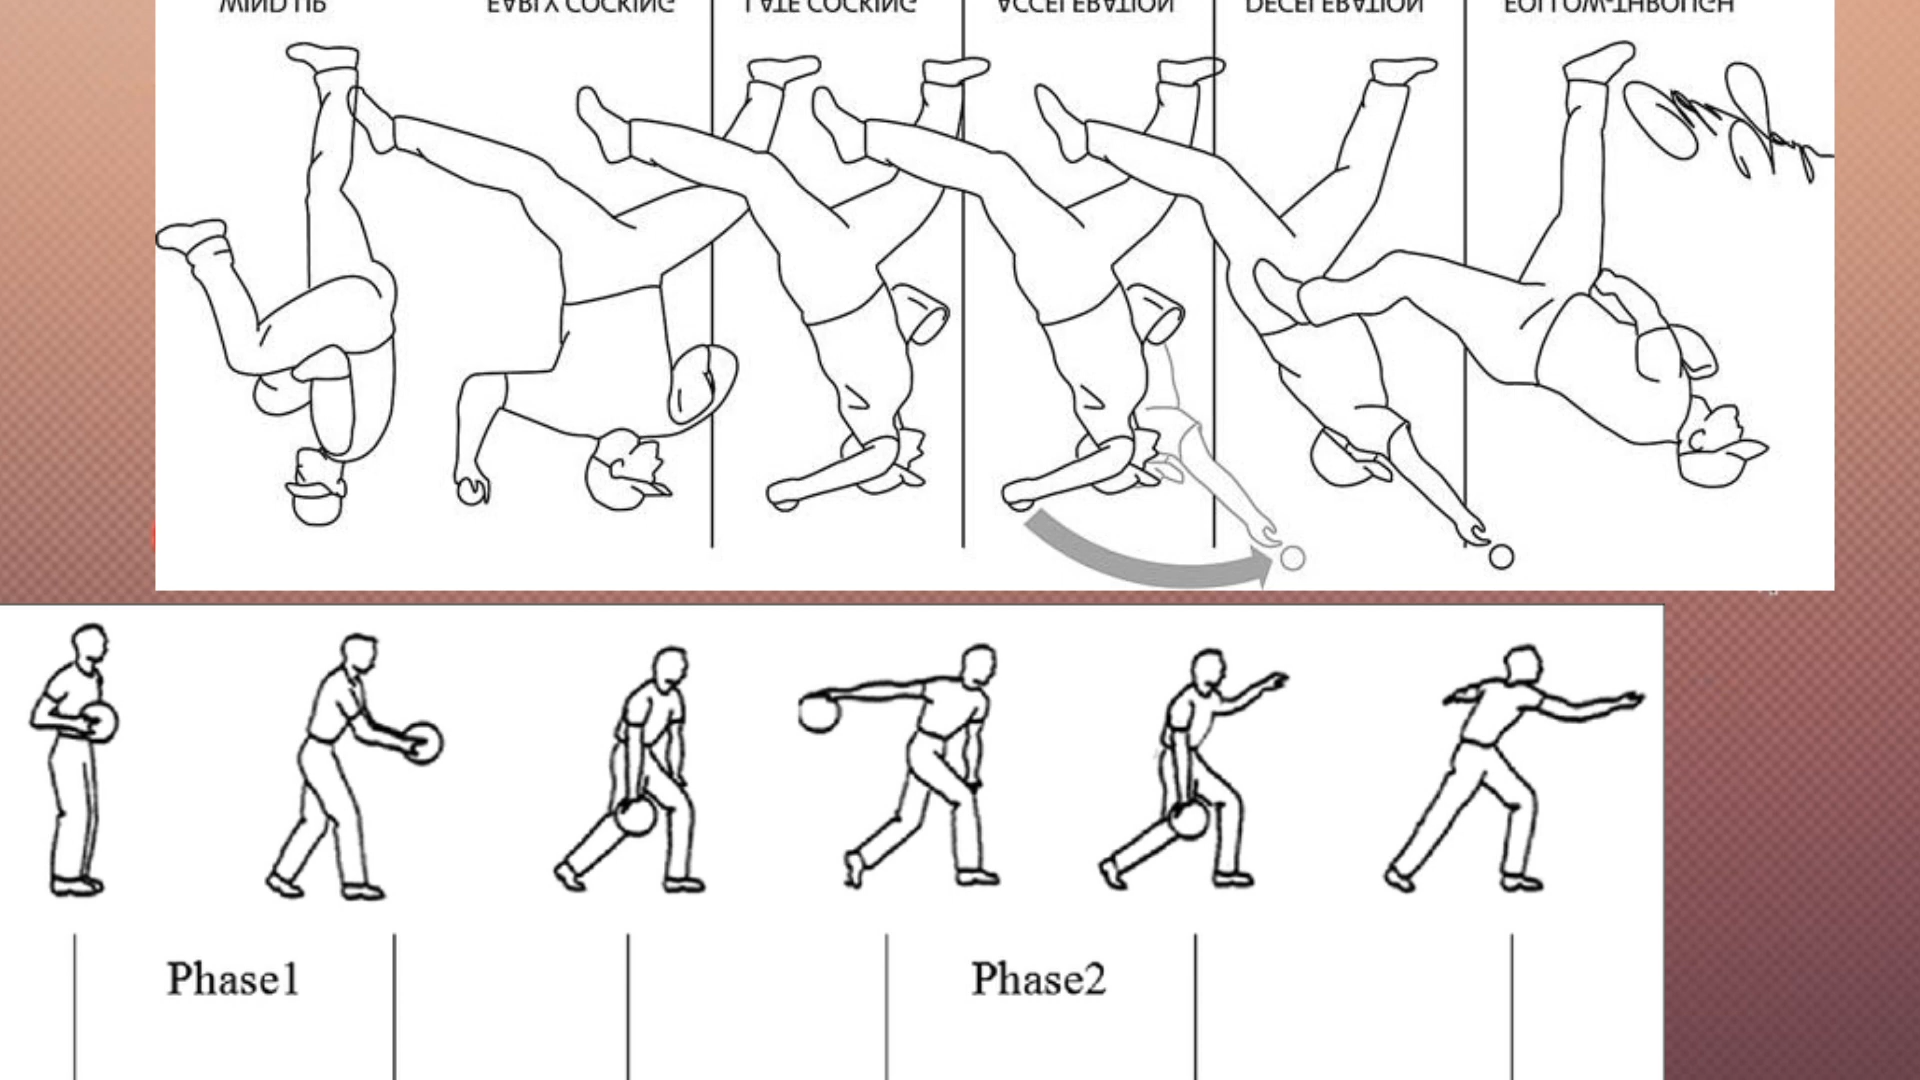 WIND UP EARLY COCKING LATE COCKING ACCELERATION DECELERATION FOLLOW-THROUGH
Phase1 Phase2